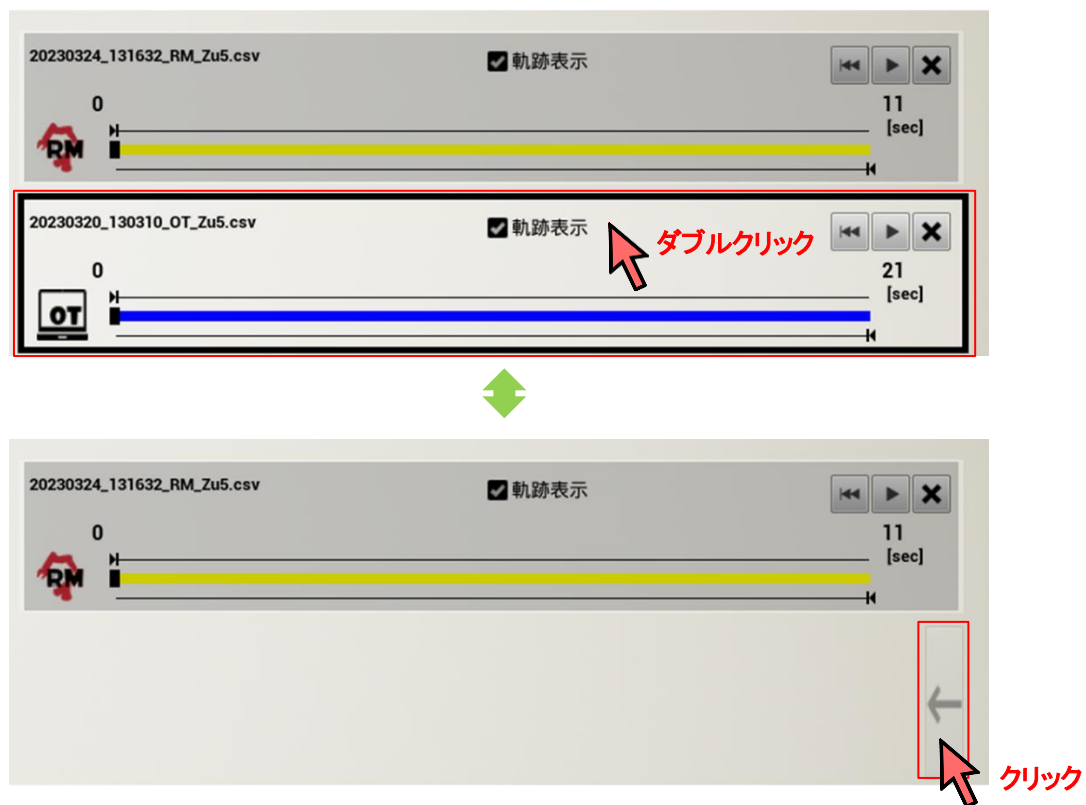 20230324_131632_RM_Zu5.csv
軌跡表示
0
11
[sec]
RM
20230320_130310_OT_Zu5.csv
軌跡表示
ダブルクリック
0
21
[sec]
OT
20230324_131632_RM_Zu5.csv
軌跡表示
0
11
[sec]
RM
クリック